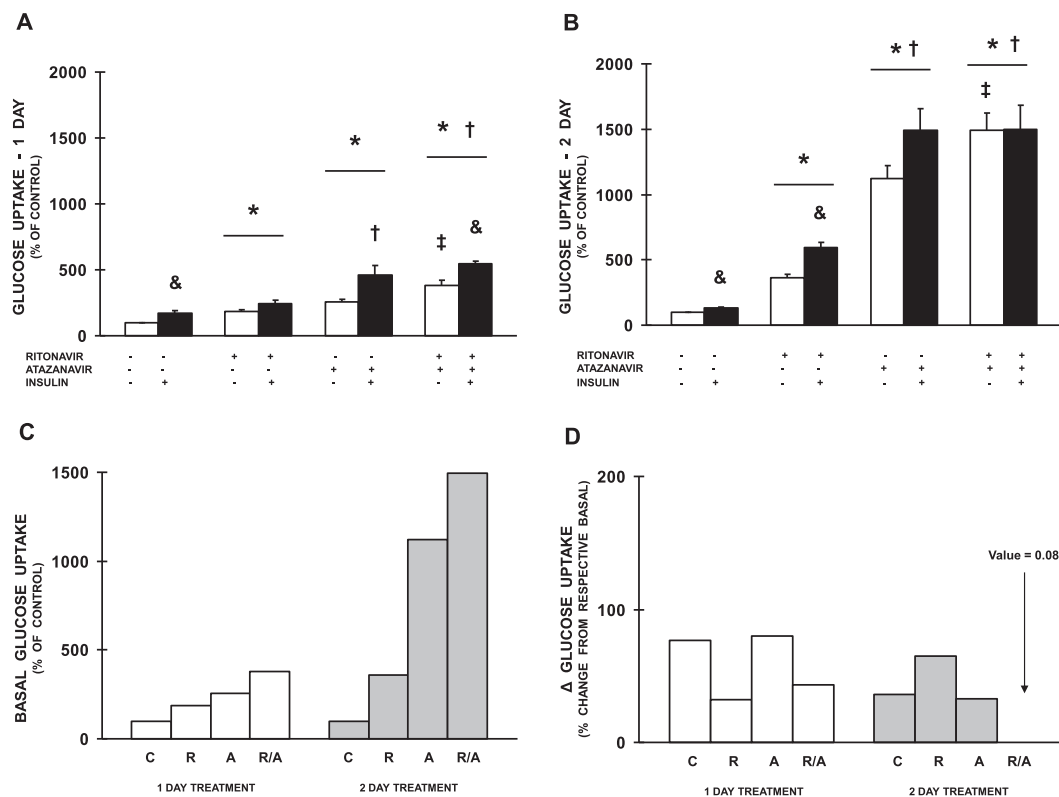 A
GLUCOSE UPTAKE - 1 DAY
(% OF CONTROL)
2000
1500
1000
500
0
&
*
*
†
* †
‡
&
RITONAVIR - - + + - - + +
ATAZANAVIR - - - - + + + +
INSULIN - + - + - + - +
B
GLUCOSE UPTAKE - 2 DAY
(% OF CONTROL)
2000
1500
1000
500
0
&
*
&
* †
* †
‡
RITONAVIR - - + + - - + +
ATAZANAVIR - - - - + + + +
INSULIN - + - + - + - +
C
BASAL GLUCOSE UPTAKE
(% OF CONTROL)
1500
1000
500
0
C R A R/A C R A R/A
1 DAY TREATMENT 2 DAY TREATMENT
D
Δ GLUCOSE UPTAKE
(% CHANGE FROM RESPECTIVE BASAL)
200
100
0
Value = 0.08
C R A R/A C R A R/A
1 DAY TREATMENT 2 DAY TREATMENT